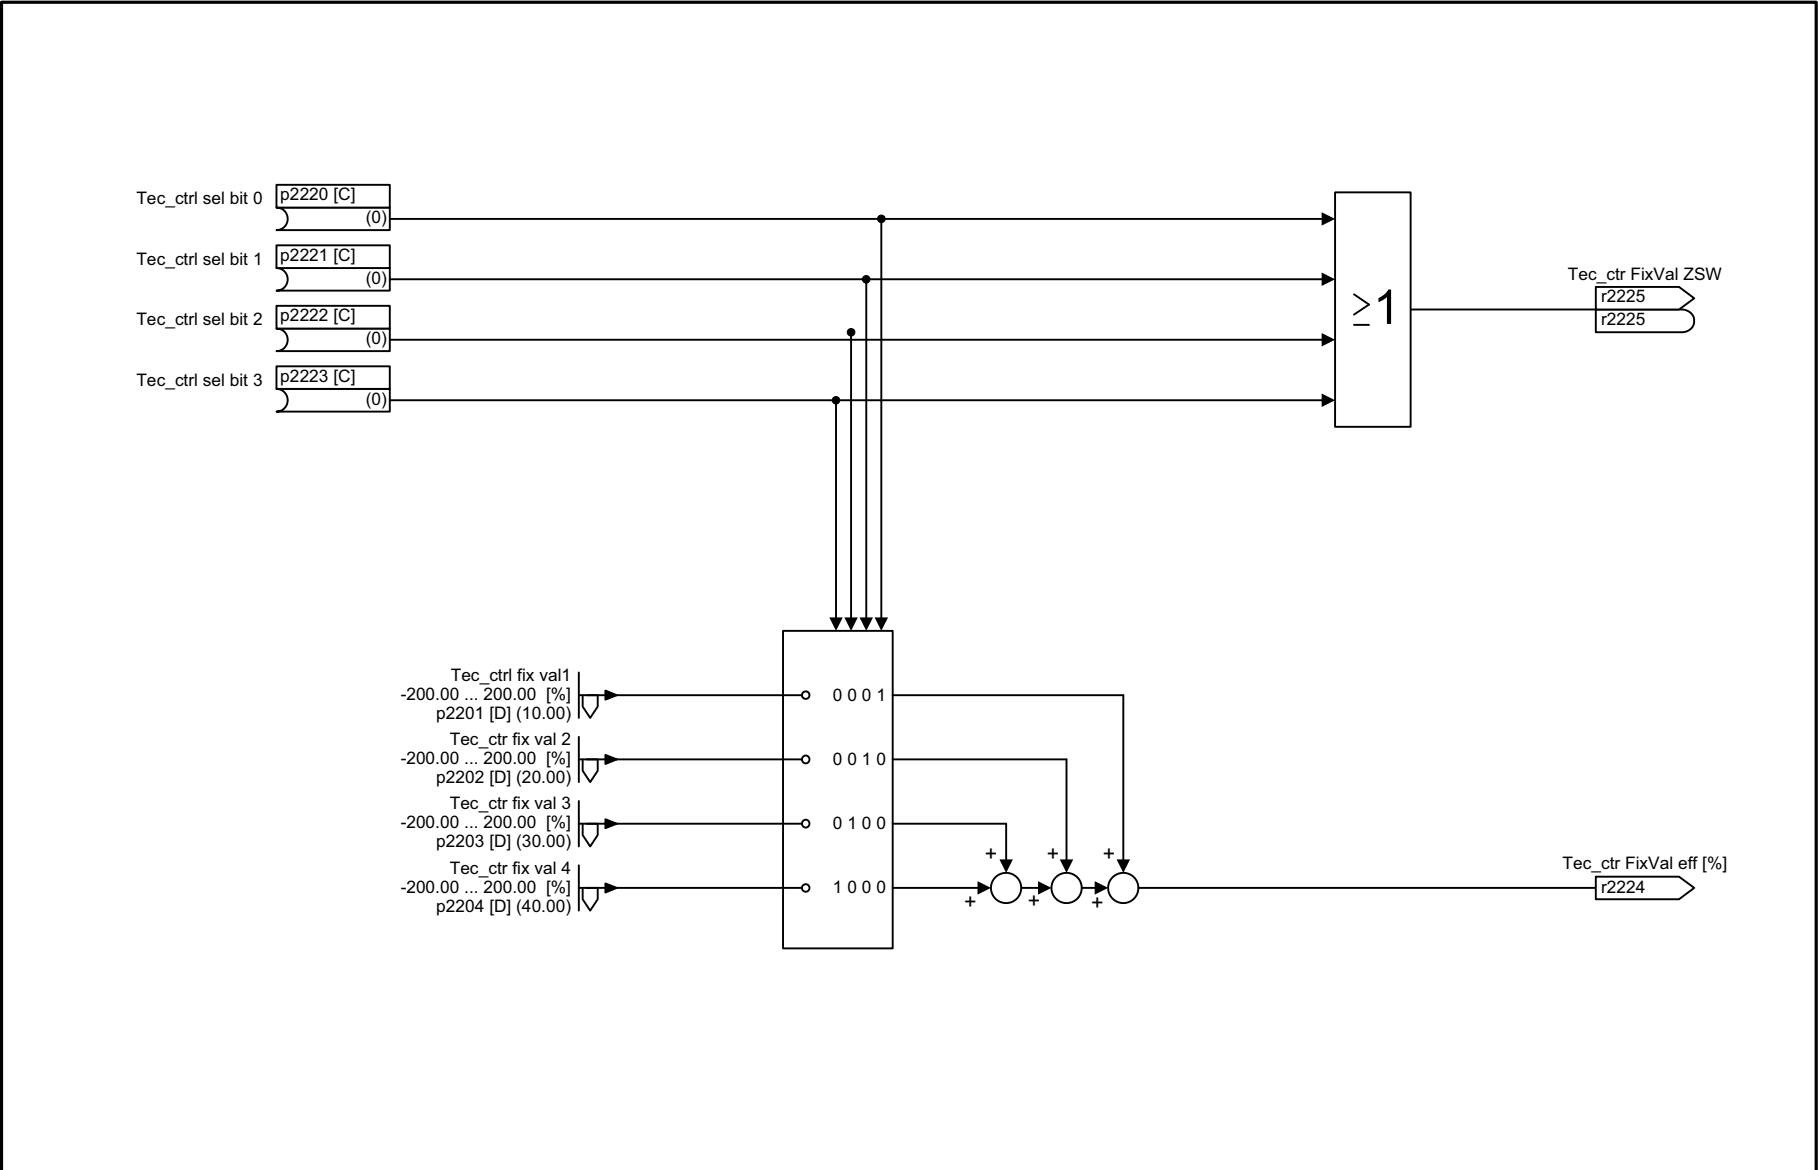 Tec_ctrl sel bit 0
p2220 [C]
(0)
Tec_ctrl sel bit 1
p2221 [C]
(0)
Tec_ctrl sel bit 2
p2222 [C]
(0)
Tec_ctrl sel bit 3
p2223 [C]
(0)
≥1
Tec_ctr FixVal ZSW
r2225
r2225
Tec_ctrl fix val1
-200.00 ... 200.00 [%]
p2201 [D] (10.00)
0 0 0 1
Tec_ctr fix val 2
-200.00 ... 200.00 [%]
p2202 [D] (20.00)
0 0 1 0
Tec_ctr fix val 3
-200.00 ... 200.00 [%]
p2203 [D] (30.00)
0 1 0 0
Tec_ctr fix val 4
-200.00 ... 200.00 [%]
p2204 [D] (40.00)
1 0 0 0
+ + +
+ + +
Tec_ctr FixVal eff [%]
r2224